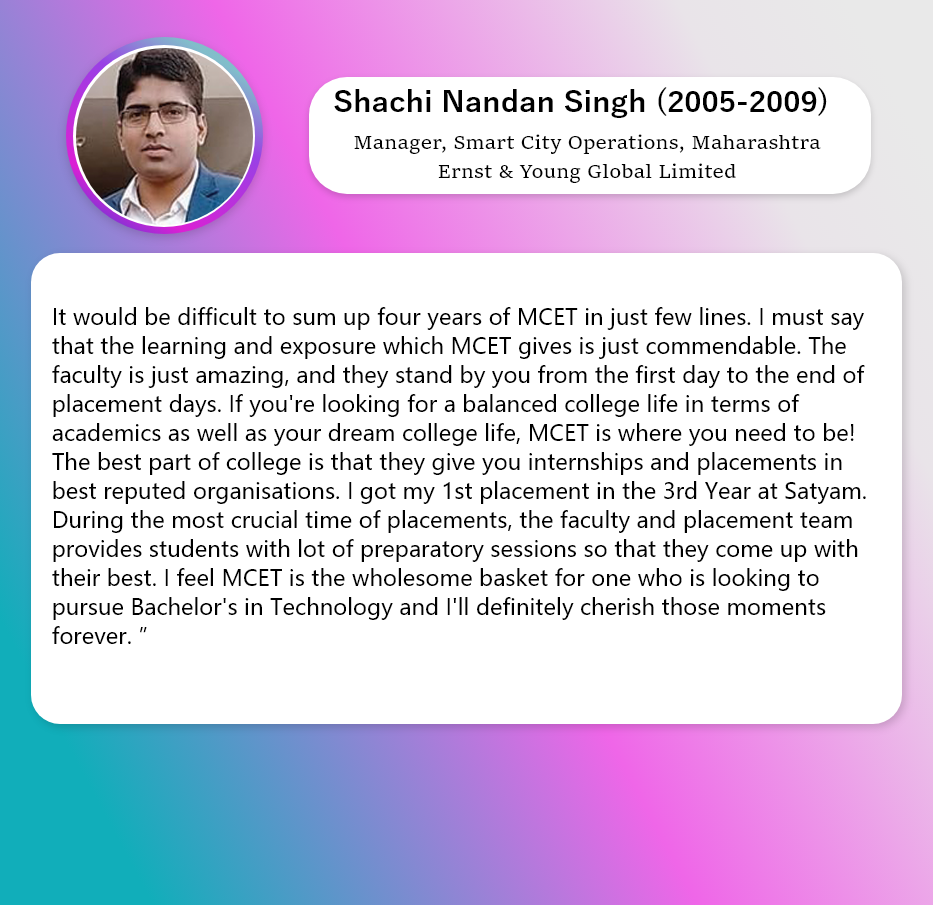 Shachi Nandan Singh (2005-2009)
Manager, Smart City Operations, Maharashtra
Ernst & Young Global Limited
It would be difficult to sum up four years of MCET in just few lines. I must say
that the learning and exposure which MCET gives is just commendable. The
faculty is just amazing, and they stand by you from the first day to the end of
placement days. If you're looking for a balanced college life in terms of
academics as well as your dream college life, MCET is where you need to be!
The best part of college is that they give you internships and placements in
best reputed organisations. I got my 1st placement in the 3rd Year at Satyam.
During the most crucial time of placements, the faculty and placement team
provides students with lot of preparatory sessions so that they come up with
their best. I feel MCET is the wholesome basket for one who is looking to
pursue Bachelor's in Technology and I'll definitely cherish those moments
forever. ”